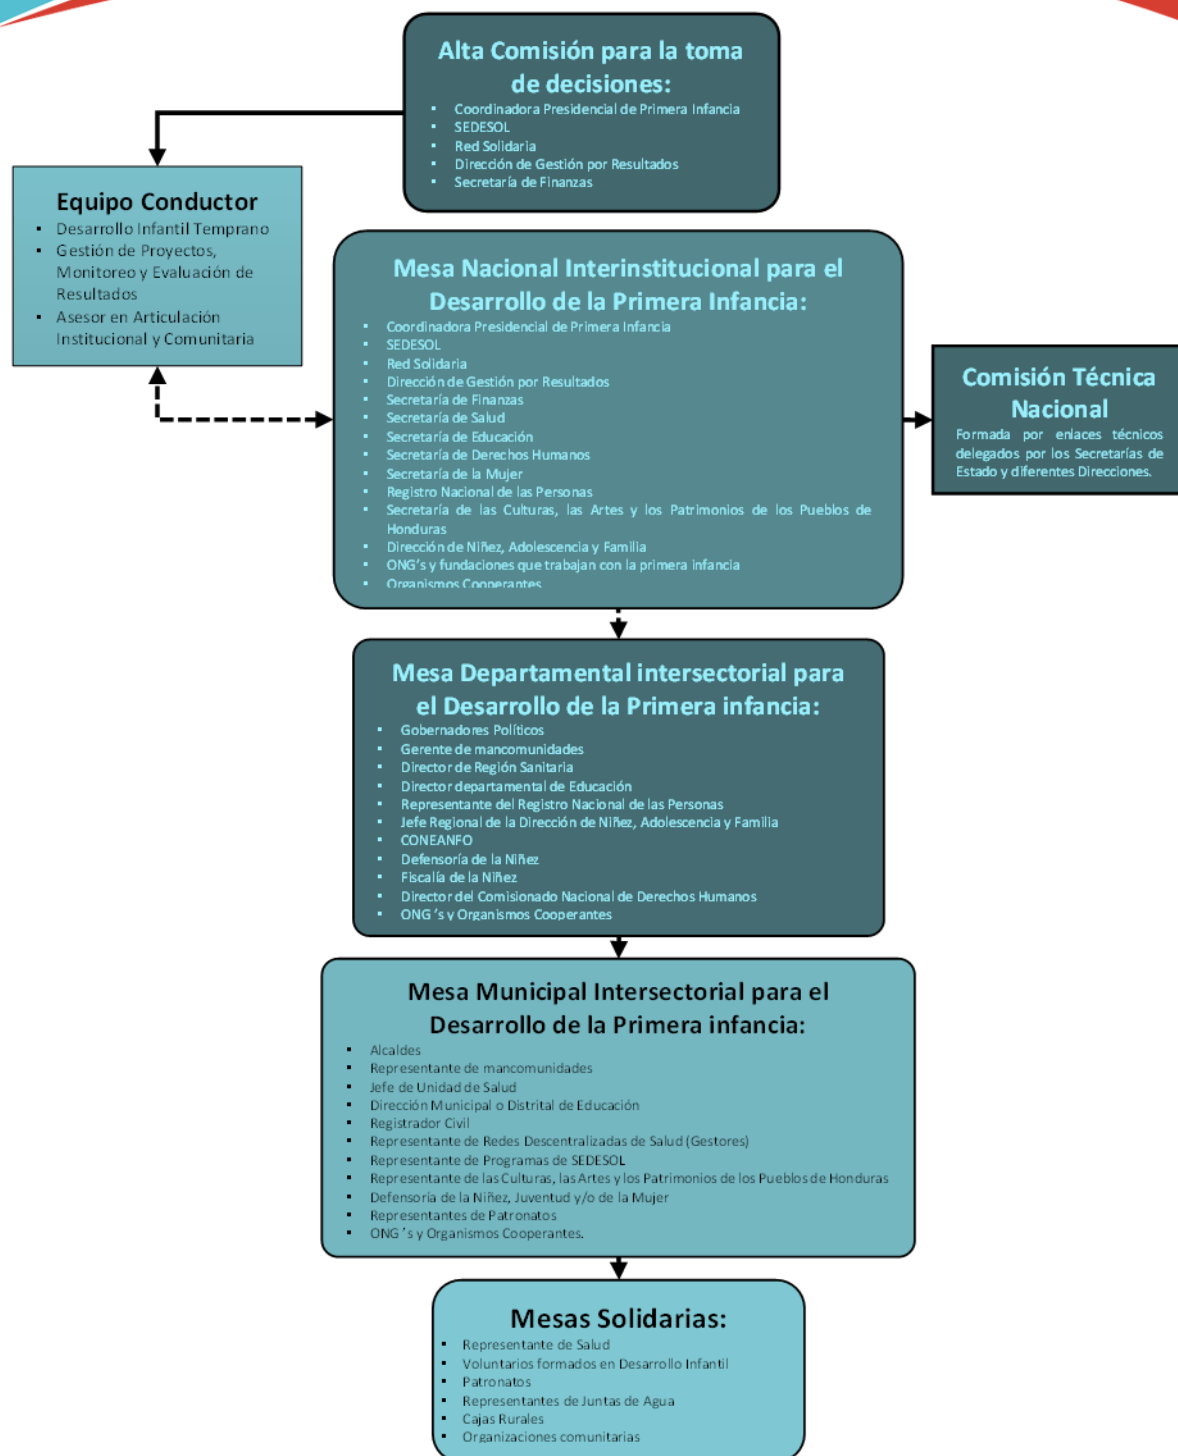 Alta Comisión para la toma
de decisiones:
▪ Coordinadora Presidencial de Primera Infancia
▪ SEDESOL
▪ Red Solidaria
▪ Dirección de Gestión por Resultados
▪ Secretaría de Finanzas
Equipo Conductor
▪ Desarrollo Infantil Temprano
▪ Gestión de Proyectos,
Monitoreo y Evaluación de
Resultados
▪ Asesor en Articulación
Institucional y Comunitaria
Mesa Nacional Interinstitucional para el
Desarrollo de la Primera Infancia:
▪ Coordinadora Presidencial de Primera Infancia
▪ SEDESOL
▪ Red Solidaria
▪ Dirección de Gestión por Resultados
▪ Secretaría de Finanzas
▪ Secretaría de Salud
▪ Secretaría de Educación
▪ Secretaría de Derechos Humanos
▪ Secretaría de la Mujer
▪ Registro Nacional de las Personas
▪ Secretaría de las Culturas, las Artes y los Patrimonios de los Pueblos de
Honduras
▪ Dirección de Niñez, Adolescencia y Familia
▪ ONG's y fundaciones que trabajan con la primera infancia
▪ Organismos Cooperantes
Comisión Técnica
Nacional
Formada por enlaces técnicos
delegados por los Secretarías de
Estado y diferentes Direcciones.
Mesa Departamental intersectorial para
el Desarrollo de la Primera infancia:
▪ Gobernadores Políticos
▪ Gerente de mancomunidades
▪ Director de Región Sanitaria
▪ Director departamental de Educación
▪ Representante del Registro Nacional de las Personas
▪ Jefe Regional de la Dirección de Niñez, Adolescencia y Familia
▪ CONEANFO
▪ Defensoría de la Niñez
▪ Fiscalía de la Niñez
▪ Director del Comisionado Nacional de Derechos Humanos
▪ ONG ’s y Organismos Cooperantes
Mesa Municipal Intersectorial para el
Desarrollo de la Primera infancia:
▪ Alcaldes
▪ Representante de mancomunidades
▪ Jefe de Unidad de Salud
▪ Dirección Municipal o Distrital de Educación
▪ Registrador Civil
▪ Representante de Redes Descentralizadas de Salud (Gestores)
▪ Representante de Programas de SEDESOL
▪ Representante de las Culturas, las Artes y los Patrimonios de los Pueblos de Honduras
▪ Defensoría de la Niñez, Juventud y/o de la Mujer
▪ Representantes de Patronatos
▪ ONG ’s y Organismos Cooperantes.
Mesas Solidarias:
▪ Representante de Salud
▪ Voluntarios formados en Desarrollo Infantil
▪ Patronatos
▪ Representantes de Juntas de Agua
▪ Cajas Rurales
▪ Organizaciones comunitarias